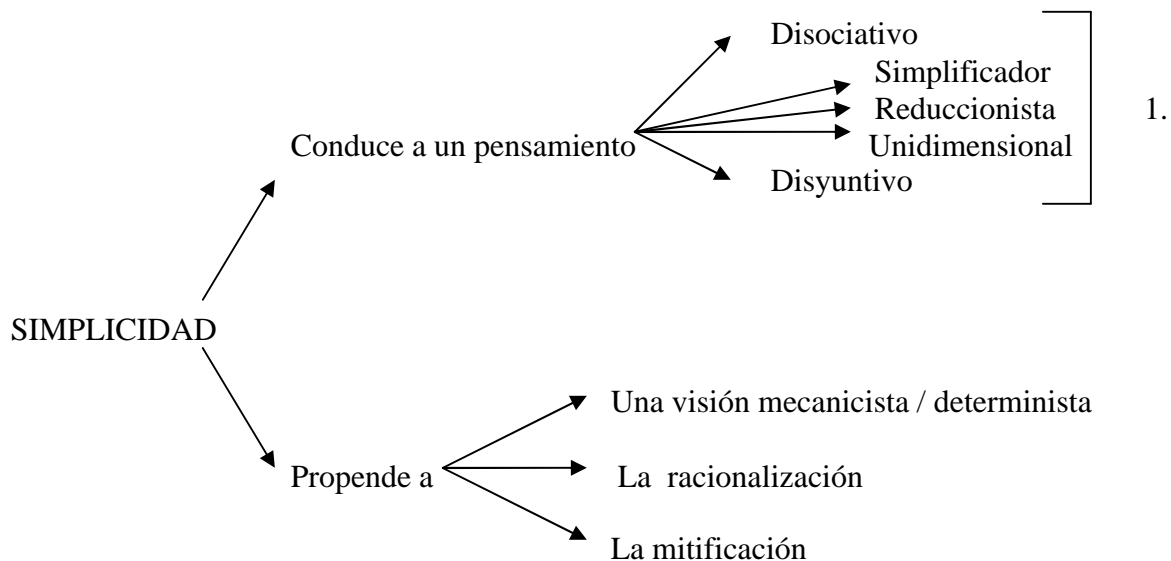 Disociativo
Simplificador
Reduccionista
1.
Unidimensional
Conduce a un pensamiento
Disyuntivo
SIMPLICIDAD
Una visión mecanicista / determinista
Propende a
La racionalización
La mitificación